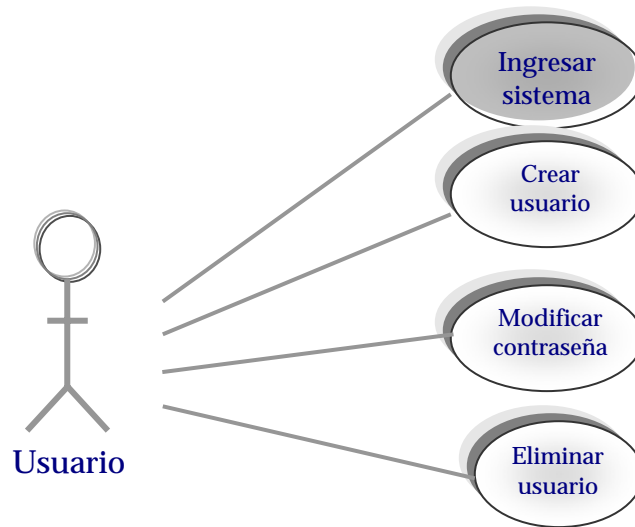 Ingresar
sistema
Crear
usuario
Modificar
contraseña
Eliminar
usuario
Usuario